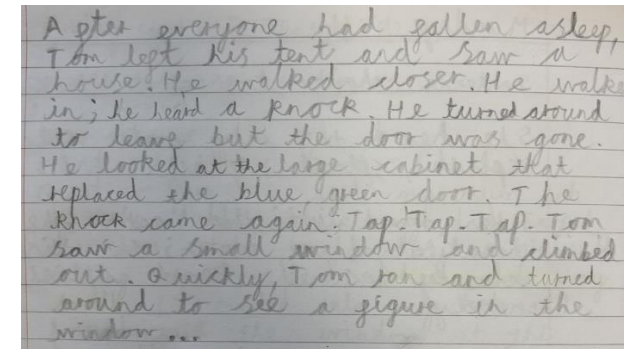 After everyone had fallen asleep,
Tom left his tent and saw a
house. He walked closer. He walk
in; he heard a knock. He turned around
to leave but the door was gone.
He looked at the large cabinet that
replaced the blue, green door. The
knock came again: Tap. Tap. Tap. Tom
saw a small window and climbed
out. Quickly, Tom ran and turned
around to see a figure in the
window...